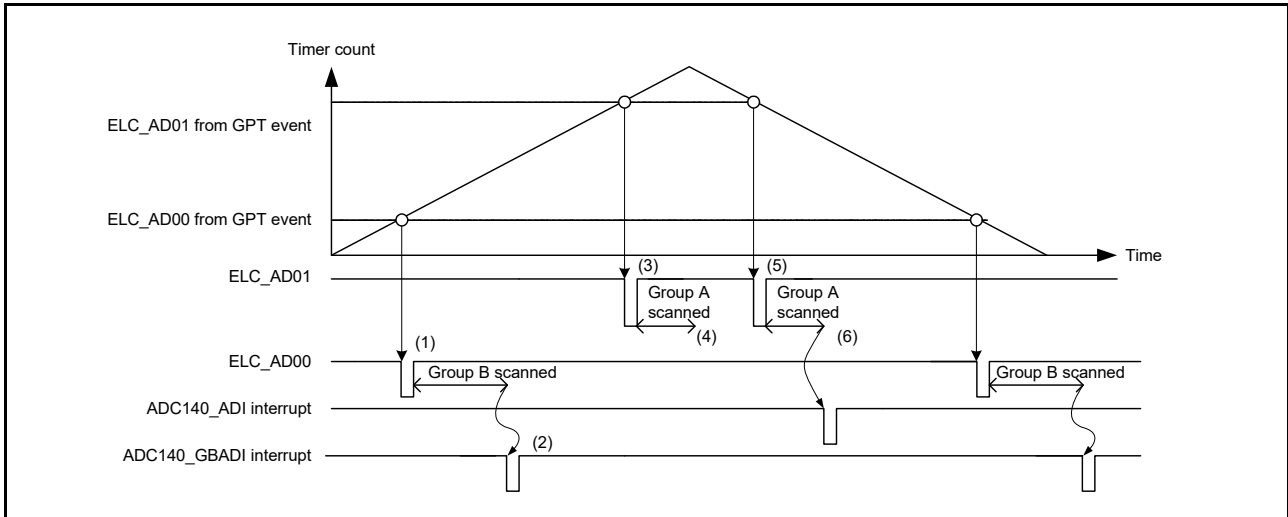 Timer count
ELC_AD01 from GPT event
ELC_AD00 from GPT event
Time
ELC_AD01
(3)
(5)
Group A
scanned
Group A
scanned
(4)
(6)
ELC_AD00
(1)
Group B scanned
Group B scanned
ADC140_ADI interrupt
(2)
ADC140_GBADI interrupt